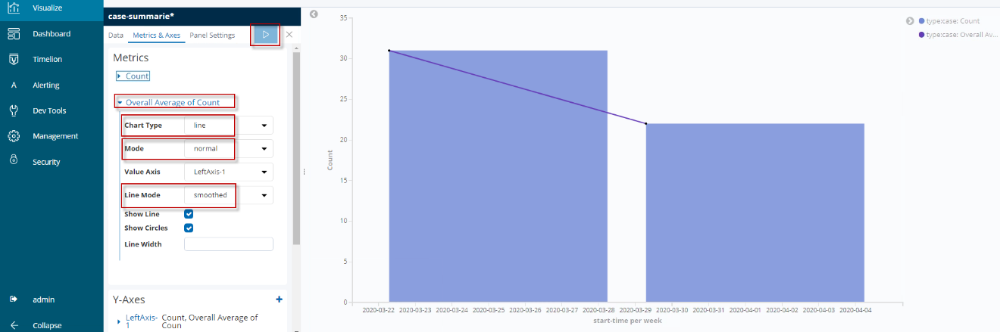 Visualize
Dashboard
Timelion
A Alerting
Dev Tools
Management
Security
admin
Collapse
case-summarie*
Data Metrics & Axes Panel Settings
Metrics
Count
Overall Average of Count
Chart Type line
Mode normal
Value Axis LeftAxis-1
Line Mode smoothed
Show Line
Show Circles
Line Width
Y-Axes
LeftAxis-1 Count, Overall Average of Coun
35
30
25
20
15
10
5
0
Count
2020-03-22 2020-03-23 2020-03-24 2020-03-25 2020-03-26 2020-03-27 2020-03-28 2020-03-29 2020-03-30 2020-03-31 2020-04-01 2020-04-02 2020-04-03 2020-04-04
start-time per week
type:case: Count
type:case: Overall Av...